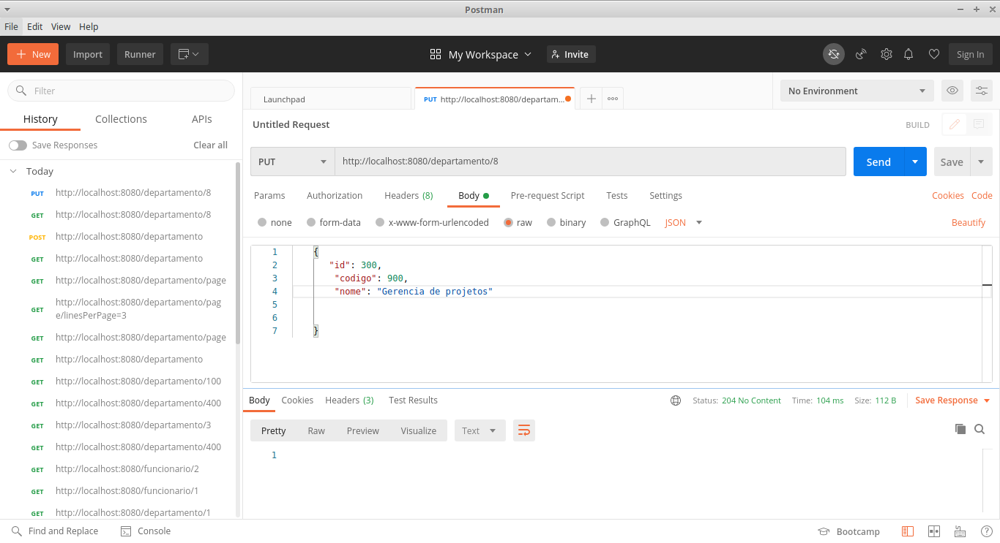 Postman
File Edit View Help
New Import Runner My Workspace Invite Sign In
Filter
History Collections APIs
Save Responses Clear all
Today
PUT http://localhost:8080/departamento/8
GET http://localhost:8080/departamento/8
POST http://localhost:8080/departamento
GET http://localhost:8080/departamento
GET http://localhost:8080/departamento/page
GET http://localhost:8080/departamento/pag
e/linesPerPage=3
GET http://localhost:8080/departamento/page
GET http://localhost:8080/departamento
GET http://localhost:8080/departamento/100
GET http://localhost:8080/departamento/400
GET http://localhost:8080/departamento/3
GET http://localhost:8080/departamento/400
GET http://localhost:8080/funcionario/2
GET http://localhost:8080/funcionario/1
GET http://localhost:8080/departamento/1
Launchpad PUT http://localhost:8080/departam... No Environment
Untitled Request BUILD
PUT http://localhost:8080/departamento/8 Send Save
Params Authorization Headers (8) Body Pre-request Script Tests Settings Cookies Code
none form-data x-www-form-urlencoded raw binary GraphQL JSON Beautify
1 {
2 "id": 300,
3 "codigo": 900,
4 "nome": "Gerencia de projetos"
5
6
7 }
Body Cookies Headers (3) Test Results Status: 204 No Content Time: 104 ms Size: 112 B Save Response
Pretty Raw Preview Visualize Text
1
Find and Replace Console Bootcamp